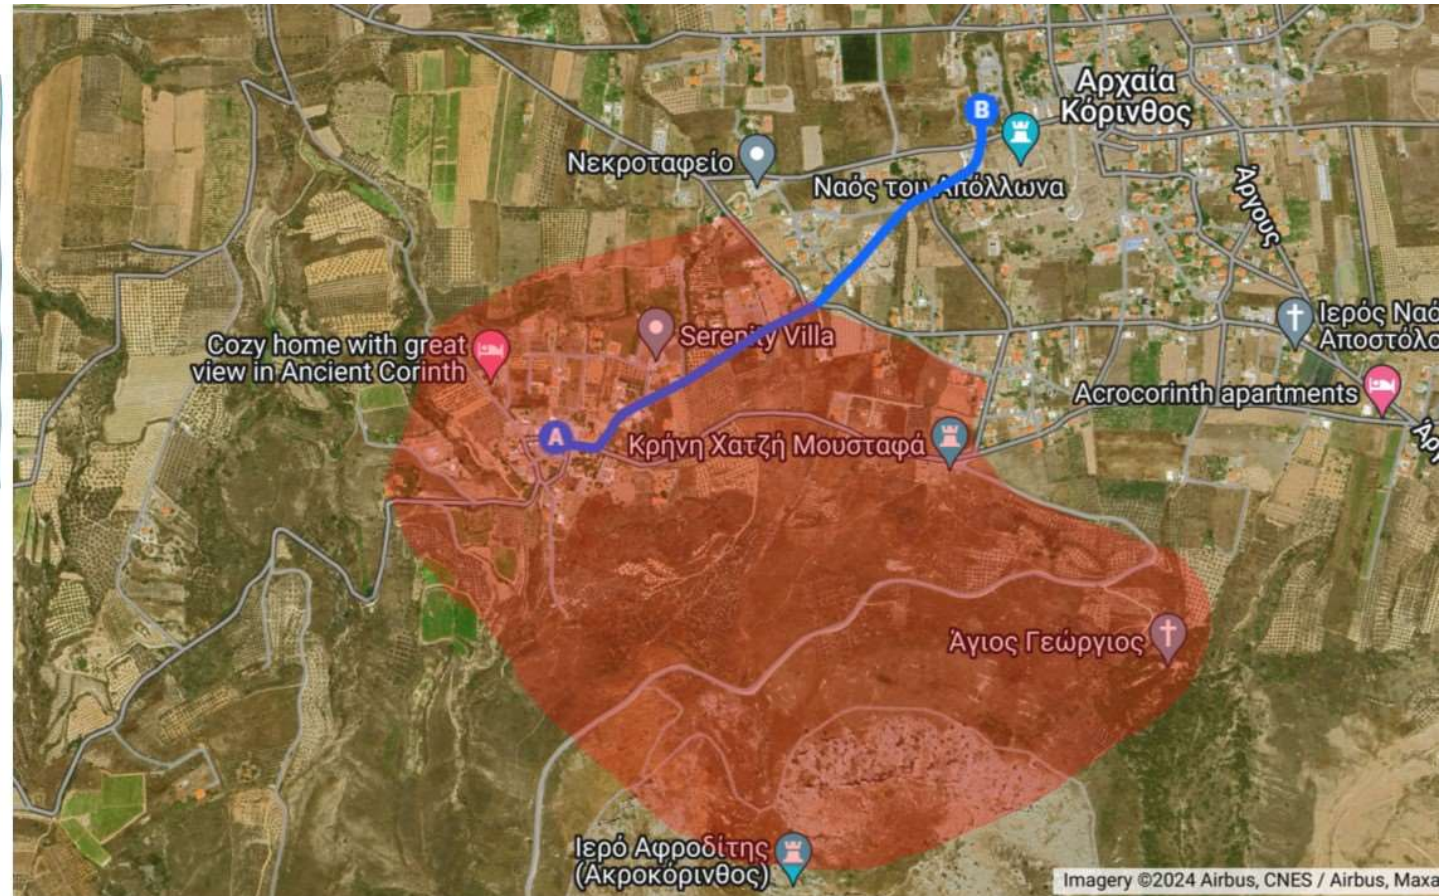 Αρχαία
Κόρινθος
B
Νεκροταφείο
Ναός του Απόλλωνα
Άργους
Ιερός Ναό
Αποστόλο
Serenity Villa
Cozy home with great
view in Ancient Corinth
Acrocorinth apartments
A
Κρήνη Χατζή Μουσταφά
Άργ
Άγιος Γεώργιος
Ιερό Αφροδίτης
(Ακροκόρινθος)
Imagery ©2024 Airbus, CNES / Airbus, Maxa